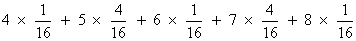 4 × 1/16 + 5 × 4/16 + 6 × 1/16 + 7 × 4/16 + 8 × 1/16